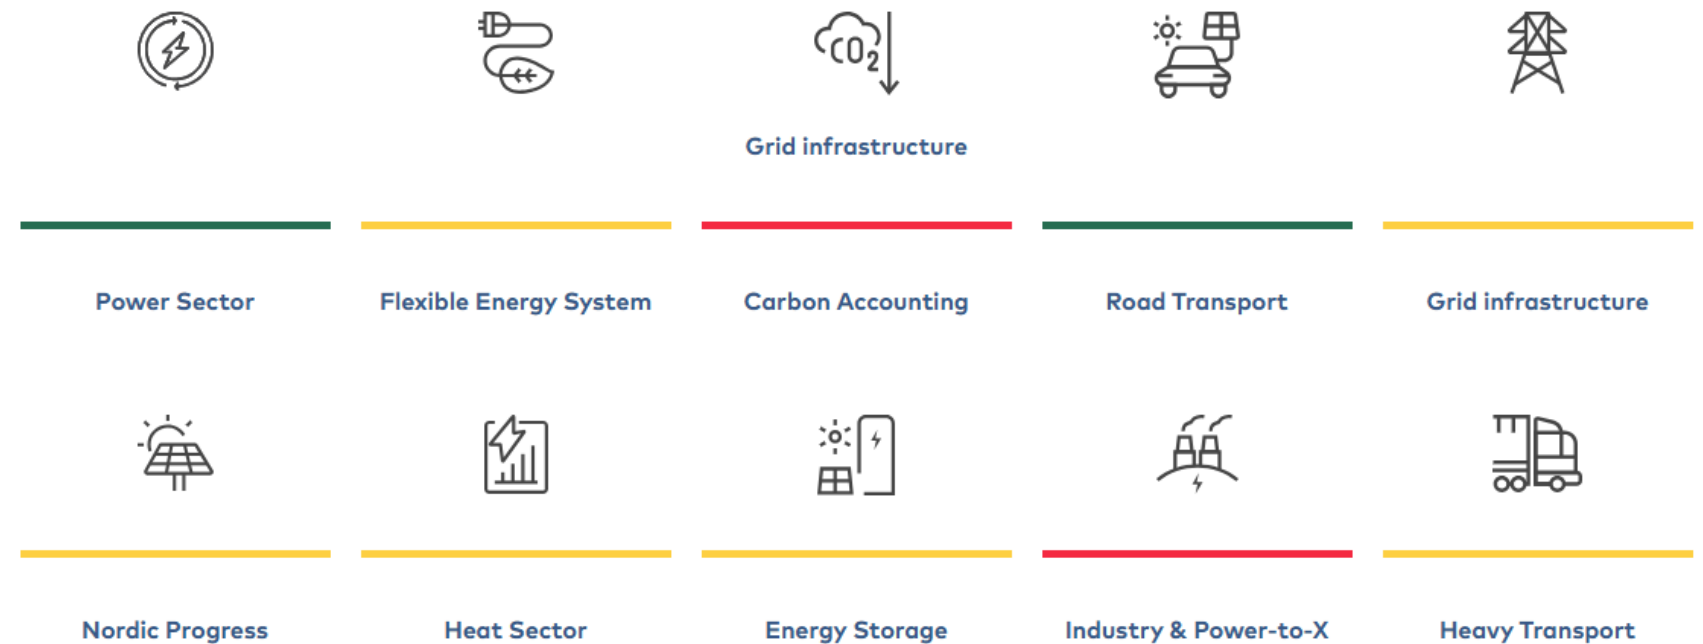 CO2
Grid infrastructure
Power Sector
Flexible Energy System
Carbon Accounting
Road Transport
Grid infrastructure
Nordic Progress
Heat Sector
Energy Storage
Industry & Power-to-X
Heavy Transport